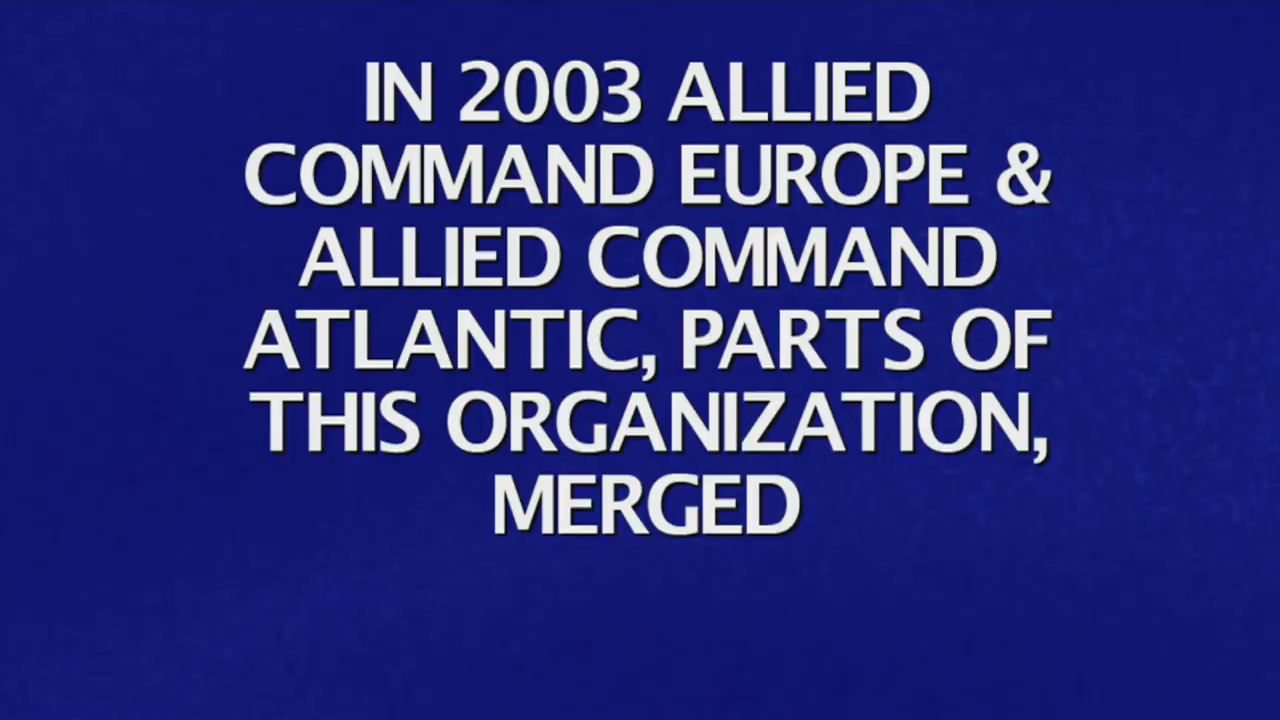 IN 2003 ALLIED
COMMAND EUROPE &
ALLIED COMMAND
ATLANTIC, PARTS OF
THIS ORGANIZATION,
MERGED